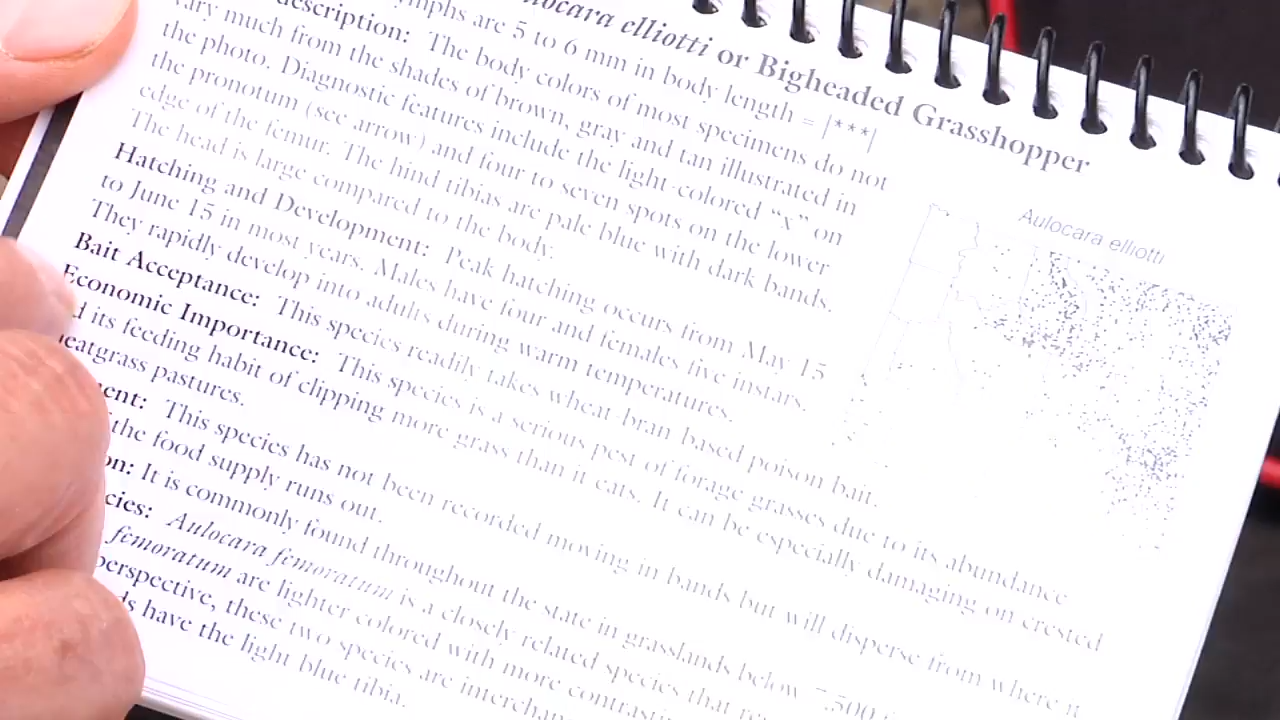 ulocara elliotti or Bigheaded Grasshopper
description: nymphs are 5 to 6 mm in body length = |***|
The body colors of most specimens do not
vary much from the shades of brown, gray and tan illustrated in
the photo. Diagnostic features include the light-colored "x" on
the pronotum (see arrow) and four to seven spots on the lower
edge of the femur. The hind tibias are pale blue with dark bands.
The head is large compared to the body.
Hatching and Development: Peak hatching occurs from May 15
to June 15 in most years. Males have four and females five instars.
They rapidly develop into adults during warm temperatures.
Bait Acceptance: This species readily takes wheat-bran based poison bait.
Economic Importance: This species is a serious pest of forage grasses due to its abundance
d its feeding habit of clipping more grass than it eats. It can be especially damaging on crested
eatgrass pastures.
ent: This species has not been recorded moving in bands but will disperse from where it
the food supply runs out.
on: It is commonly found throughout the state in grasslands below 7,500
cies: Aulocara femoratum is a closely related species that
femoratum are lighter colored with more
perspective, these two species are
ds have the light blue tibia.
Aulocara elliotti